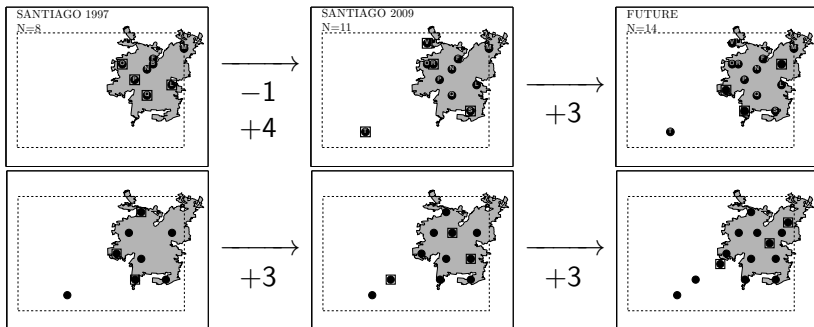 SANTIAGO 1997
N=8
SANTIAGO 2009
N=11
FUTURE
N=14
−1
+4
+3
+3
+3